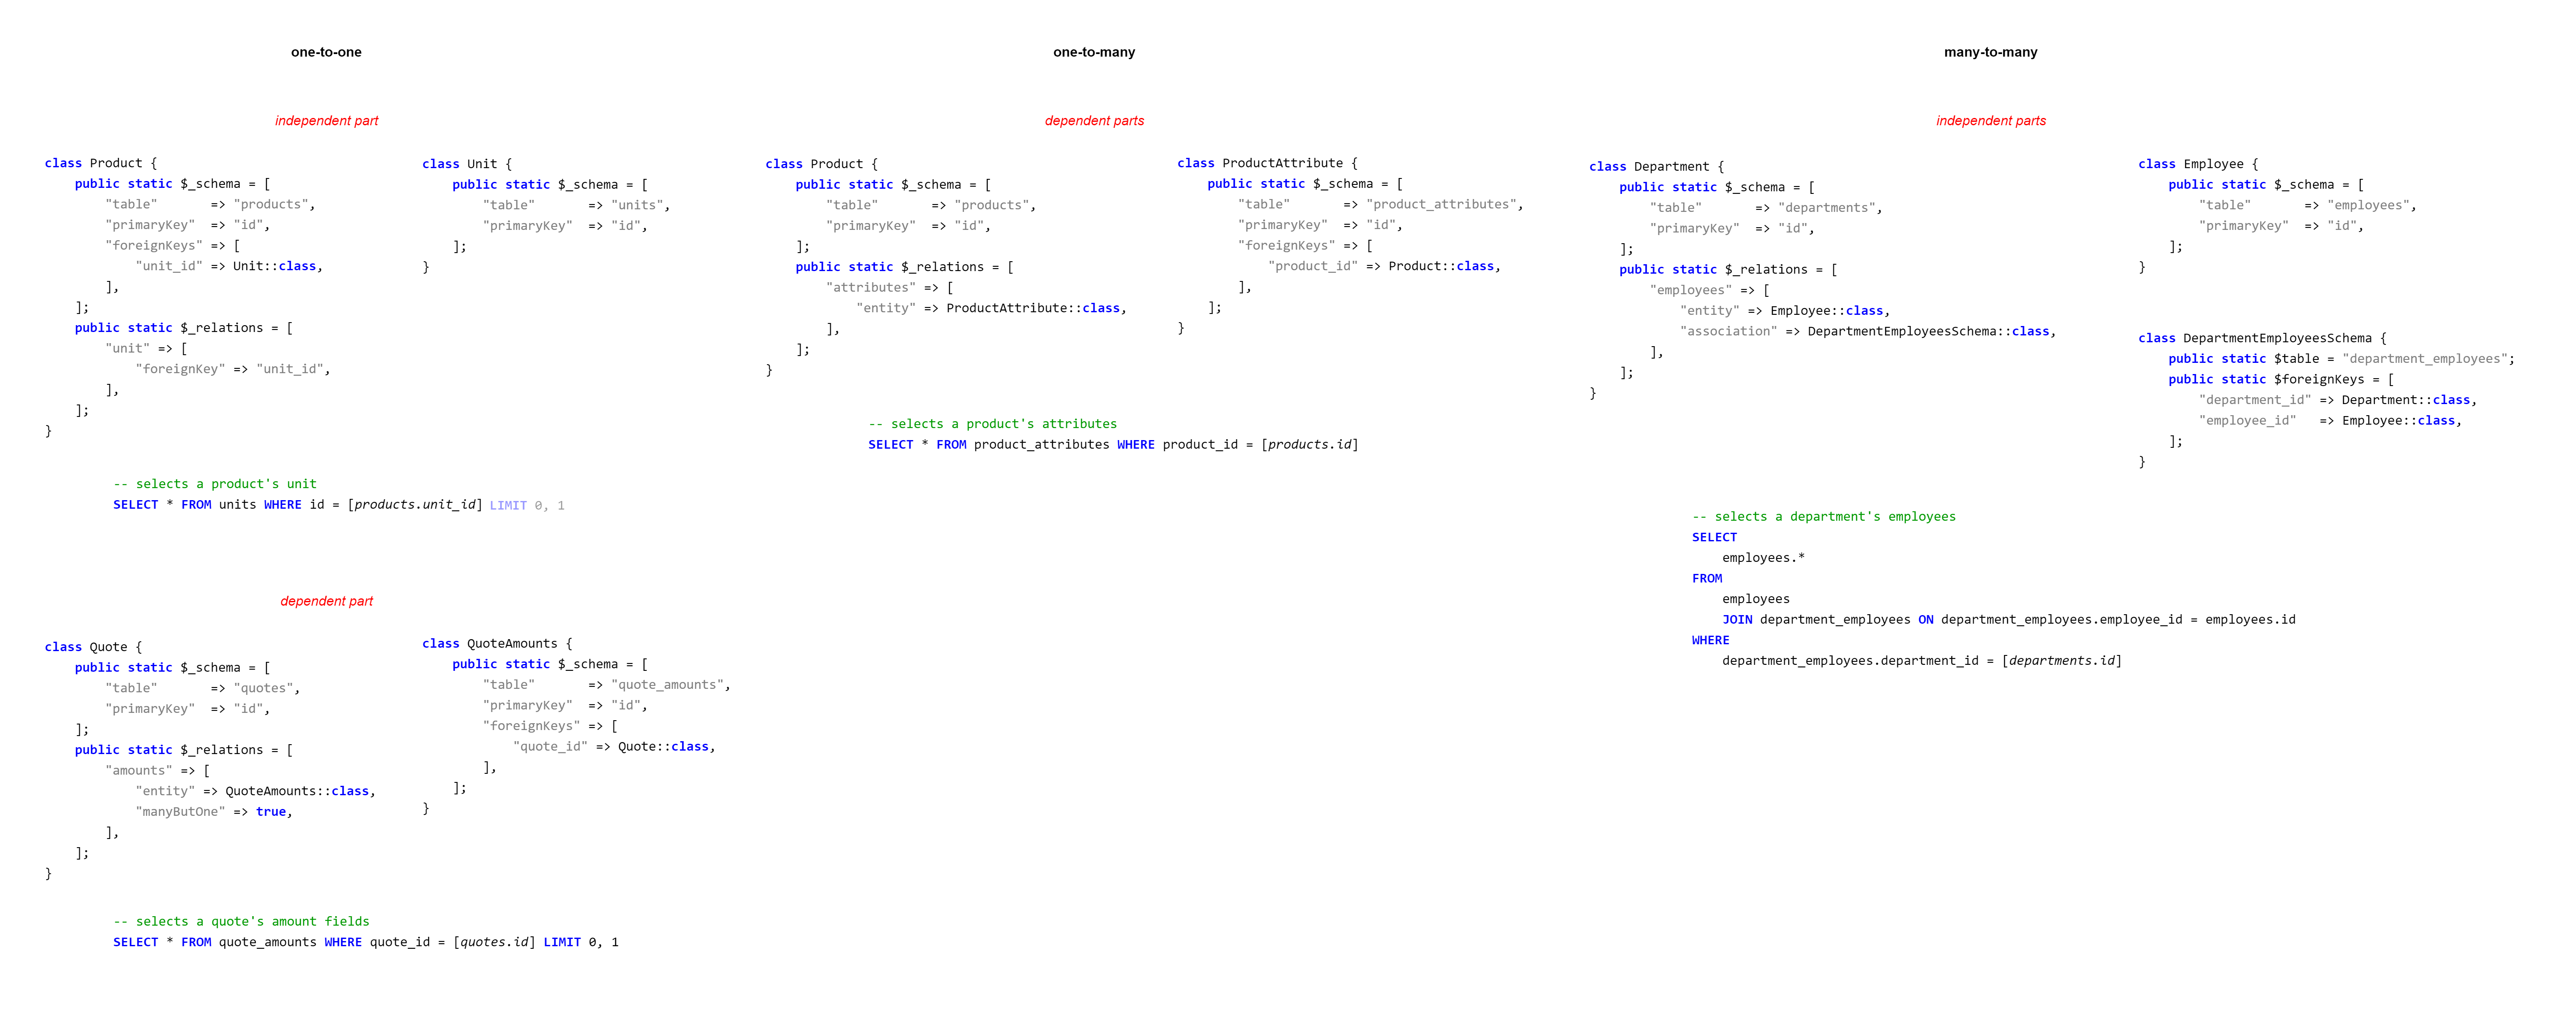 one-to-one
independent part
class Product {
    public static $_schema = [
        "table"       => "products",
        "primaryKey"  => "id",
        "foreignKeys" => [
            "unit_id" => Unit::class,
        ],
    ];
    public static $_relations = [
        "unit" => [
            "foreignKey" => "unit_id",
        ],
    ];
}
class Unit {
    public static $_schema = [
        "table"       => "units",
        "primaryKey"  => "id",
    ];
}
-- selects a product's unit
SELECT * FROM units WHERE id = [products.unit_id] LIMIT 0, 1
dependent part
class Quote {
    public static $_schema = [
        "table"       => "quotes",
        "primaryKey"  => "id",
    ];
    public static $_relations = [
        "amounts" => [
            "entity" => QuoteAmounts::class,
            "manyButOne" => true,
        ],
    ];
}
class QuoteAmounts {
    public static $_schema = [
        "table"       => "quote_amounts",
        "primaryKey"  => "id",
        "foreignKeys" => [
            "quote_id" => Quote::class,
        ],
    ];
}
-- selects a quote's amount fields
SELECT * FROM quote_amounts WHERE quote_id = [quotes.id] LIMIT 0, 1
one-to-many
dependent parts
class Product {
    public static $_schema = [
        "table"       => "products",
        "primaryKey"  => "id",
    ];
    public static $_relations = [
        "attributes" => [
            "entity" => ProductAttribute::class,
        ],
    ];
}
class ProductAttribute {
    public static $_schema = [
        "table"       => "product_attributes",
        "primaryKey"  => "id",
        "foreignKeys" => [
            "product_id" => Product::class,
        ],
    ];
}
-- selects a product's attributes
SELECT * FROM product_attributes WHERE product_id = [products.id]
many-to-many
independent parts
class Department {
    public static $_schema = [
        "table"       => "departments",
        "primaryKey"  => "id",
    ];
    public static $_relations = [
        "employees" => [
            "entity" => Employee::class,
            "association" => DepartmentEmployeesSchema::class,
        ],
    ];
}
class Employee {
    public static $_schema = [
        "table"       => "employees",
        "primaryKey"  => "id",
    ];
}
class DepartmentEmployeesSchema {
    public static $table = "department_employees";
    public static $foreignKeys = [
        "department_id" => Department::class,
        "employee_id"   => Employee::class,
    ];
}
-- selects a department's employees
SELECT
    employees.*
FROM
    employees
    JOIN department_employees ON department_employees.employee_id = employees.id
WHERE
    department_employees.department_id = [departments.id]